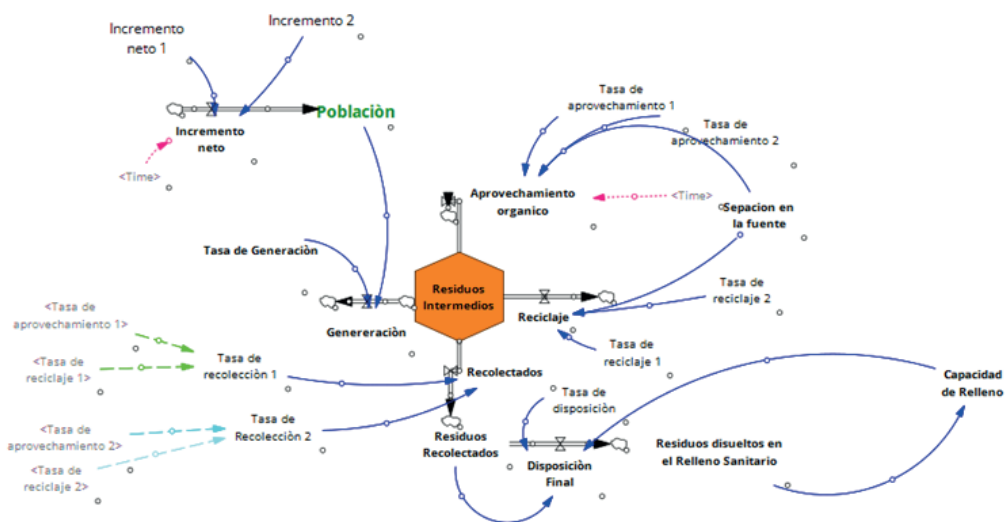 Incremento
neto 1
Incremento 2
Poblaciòn
Incremento
neto
<Time>
Tasa de
aprovechamiento 1
Tasa de
aprovechamiento 2
Aprovechamiento
organico
<Time>
Sepacion en
la fuente
Tasa de Generaciòn
Residuos
Intermedios
Genereraciòn
Reciclaje
Tasa de
reciclaje 2
Tasa de
reciclaje 1
<Tasa de
aprovechamiento 1>
<Tasa de
reciclaje 1>
Tasa de
recolecciòn 1
Recolectados
Tasa de
disposiciòn
Capacidad
de Relleno
<Tasa de
aprovechamiento 2>
<Tasa de
reciclaje 2>
Tasa de
Recolecciòn 2
Residuos
Recolectados
Disposiciòn
Final
Residuos disueltos en
el Relleno Sanitario